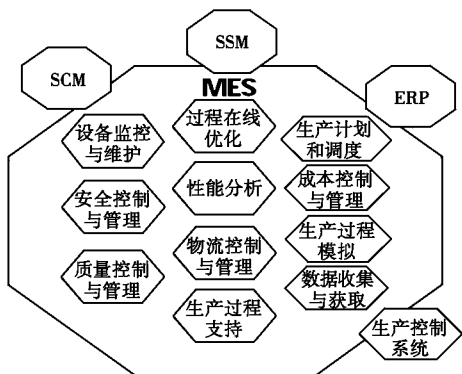 SSM
SCM
ERP
MES
设备监控
与维护
过程在线
优化
生产计划
和调度
安全控制
与管理
性能分析
成本控制
与管理
质量控制
与管理
物流控制
与管理
生产过程
模拟
数据收集
与获取
生产过程
支持
生产控制
系统